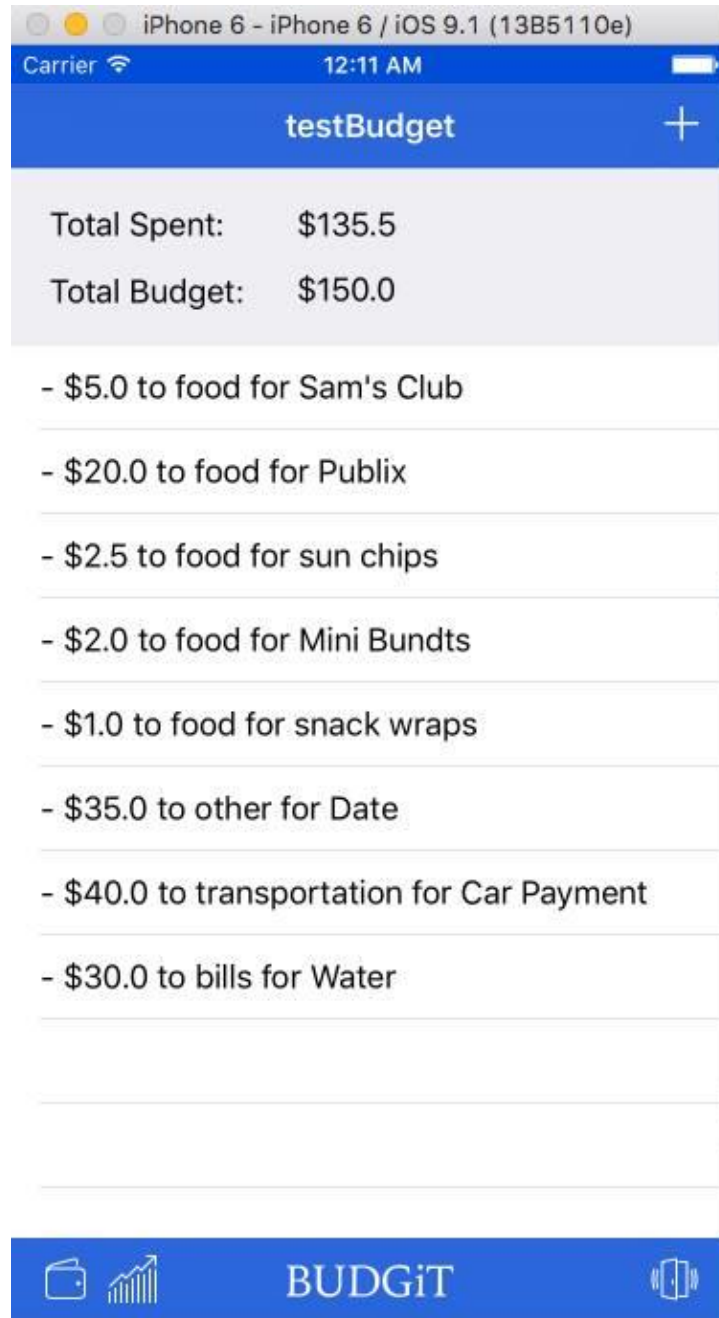 iPhone 6 - iPhone 6 / iOS 9.1 (13B5110e)
Carrier 12:11 AM
testBudget +
Total Spent: $135.5
Total Budget: $150.0
- $5.0 to food for Sam's Club
- $20.0 to food for Publix
- $2.5 to food for sun chips
- $2.0 to food for Mini Bundts
- $1.0 to food for snack wraps
- $35.0 to other for Date
- $40.0 to transportation for Car Payment
- $30.0 to bills for Water
BUDGiT